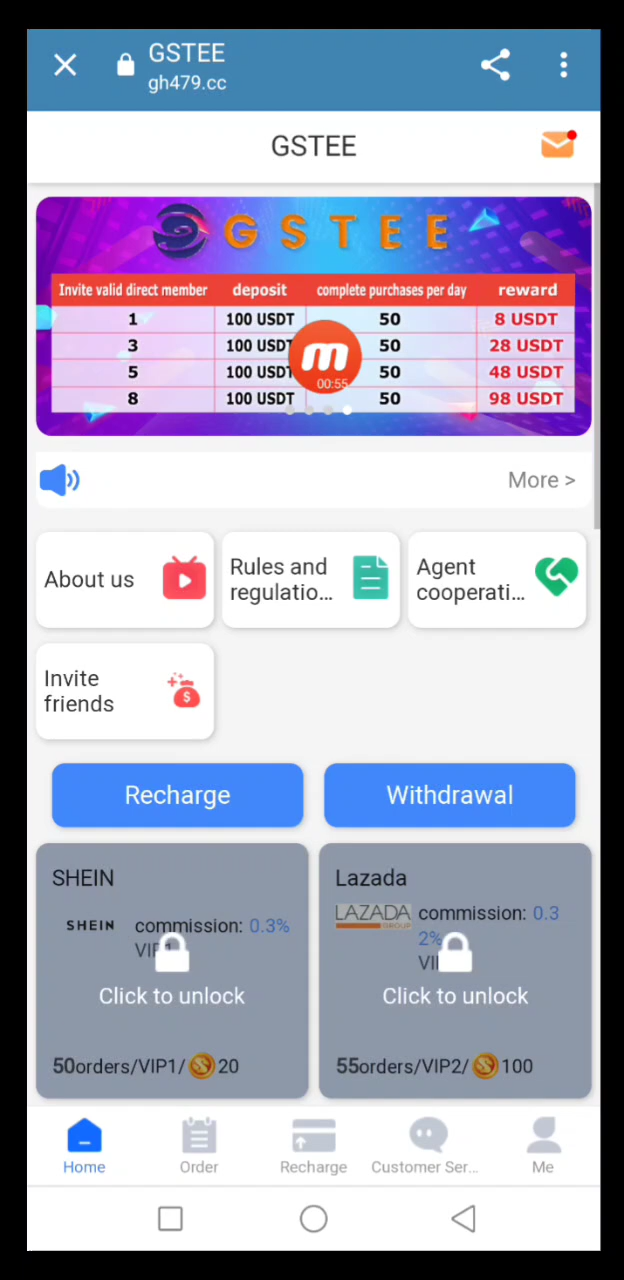 GSTEE
gh479.cc
GSTEE
GSTEE
Invite valid direct member deposit complete purchases per day reward
1 100 USDT 50 8 USDT
3 100 USDT 50 28 USDT
5 100 USDT 50 48 USDT
8 100 USDT 50 98 USDT
00:55
More >
About us
Rules and
regulatio...
Agent
cooperati...
Invite
friends
Recharge Withdrawal
SHEIN
SHEIN commission: 0.3%
VIP1
Click to unlock
50orders/VIP1/ 20
Lazada
LAZADA
GROUP
commission: 0.3
2%
Click to unlock
55orders/VIP2/ 100
Home Order Recharge Customer Ser... Me